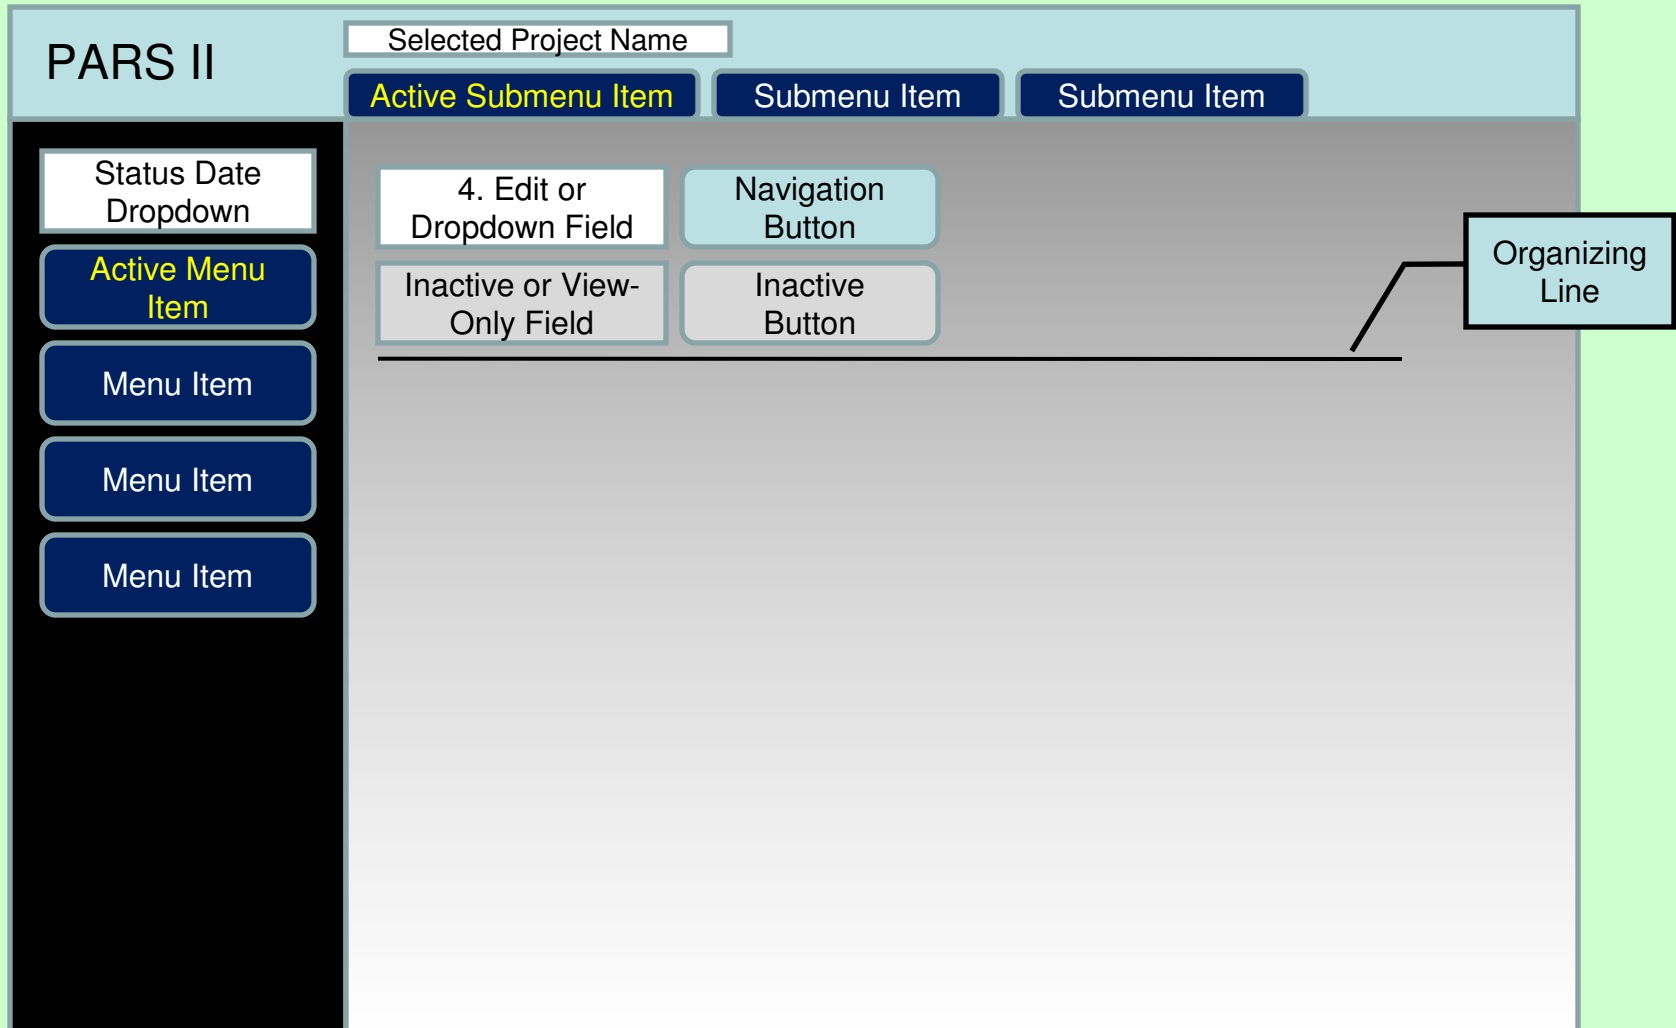 PARS II
Selected Project Name
Active Submenu Item
Submenu Item
Submenu Item
Status Date
Dropdown
Active Menu
Item
Menu Item
Menu Item
Menu Item
4. Edit or
Dropdown Field
Navigation
Button
Inactive or View-
Only Field
Inactive
Button
Organizing
Line